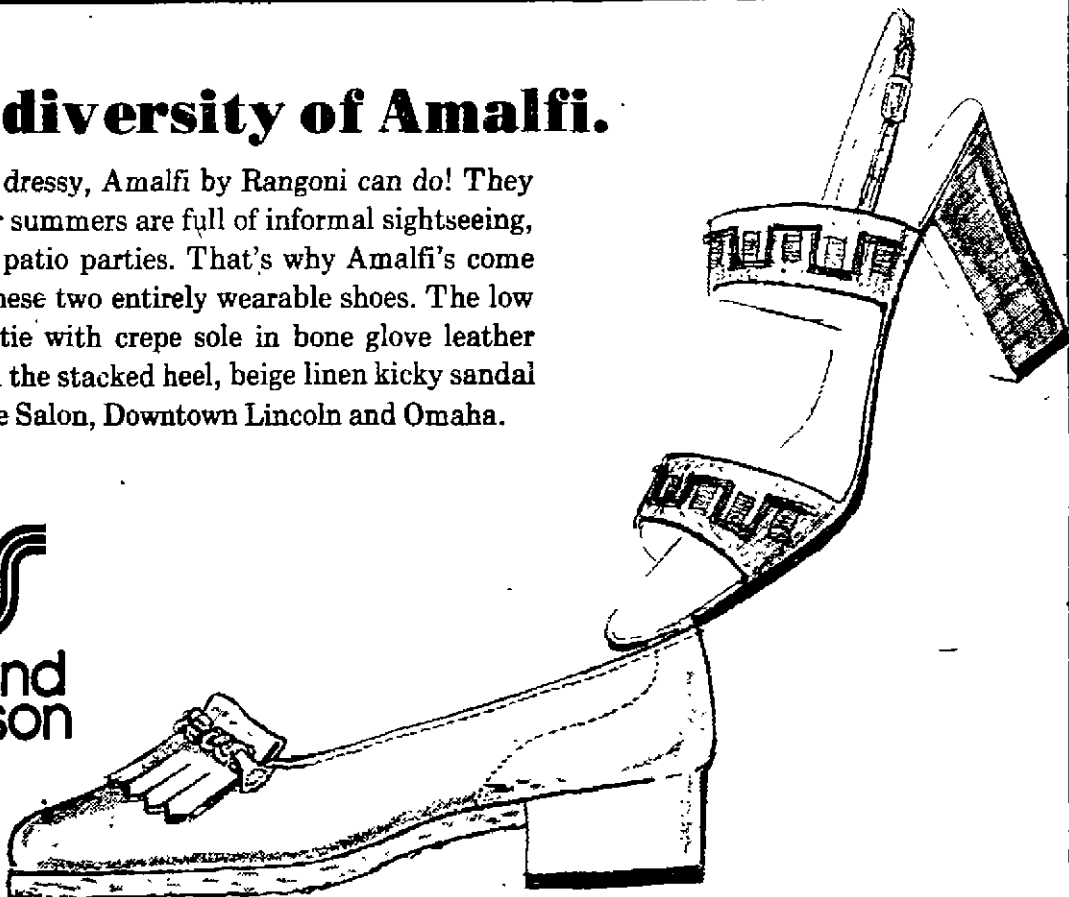 diversity of Amalfi.
dressy, Amalfi by Rangoni can do! They
summers are full of informal sightseeing,
patio parties. That's why Amalfi's come
two entirely wearable shoes. The low
tie with crepe sole in bone glove leather
the stacked heel, beige linen kicky sandal
Salon, Downtown Lincoln and Omaha.
nd
son